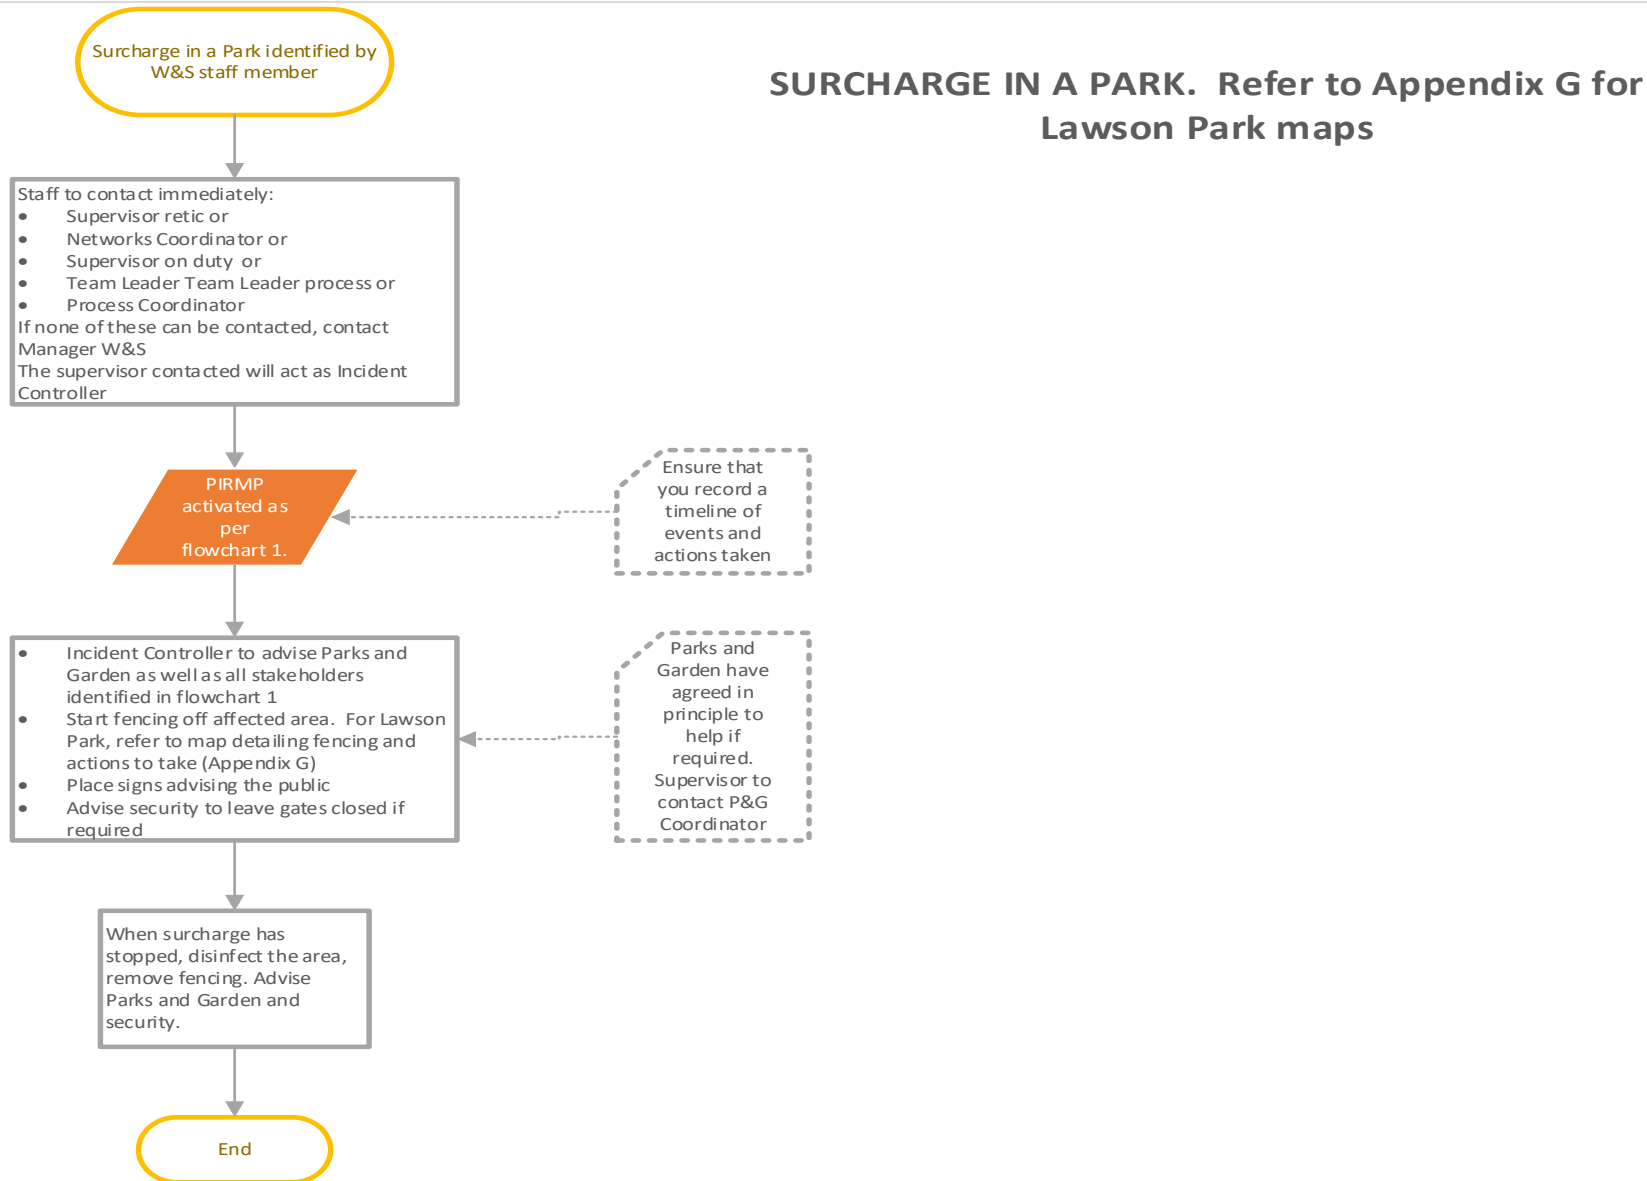 Surcharge in a Park identified by
W&S staff member
SURCHARGE IN A PARK.  Refer to Appendix G for
Lawson Park maps
Staff to contact immediately:
• Supervisor retic or
• Networks Coordinator or
• Supervisor on duty or
• Team Leader Team Leader process or
• Process Coordinator
If none of these can be contacted, contact
Manager W&S
The supervisor contacted will act as Incident
Controller
PIRMP
activated as
per
flowchart 1.
Ensure that
you record a
timeline of
events and
actions taken
• Incident Controller to advise Parks and
Garden as well as all stakeholders
identified in flowchart 1
• Start fencing off affected area.  For Lawson
Park, refer to map detailing fencing and
actions to take (Appendix G)
• Place signs advising the public
• Advise security to leave gates closed if
required
Parks and
Garden have
agreed in
principle to
help if
required.
Supervisor to
contact P&G
Coordinator
When surcharge has
stopped, disinfect the area,
remove fencing. Advise
Parks and Garden and
security.
End